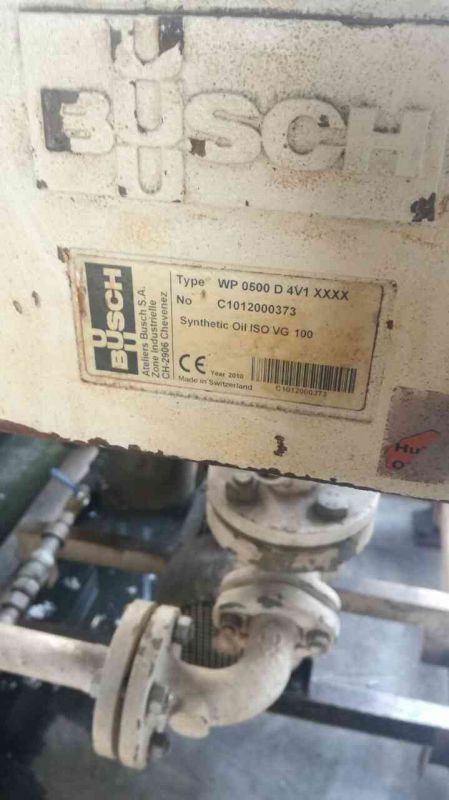 BUSCH
BUSCH
Ateliers Busch S.A.
Zone Industrielle
CH-2906 Chevenez
Type WP 0500 D 4V1 XXXX
No C1012000373
Synthetic Oil ISO VG 100
CE Year 2010
Made in Switzerland
C1012000373
Hu
O